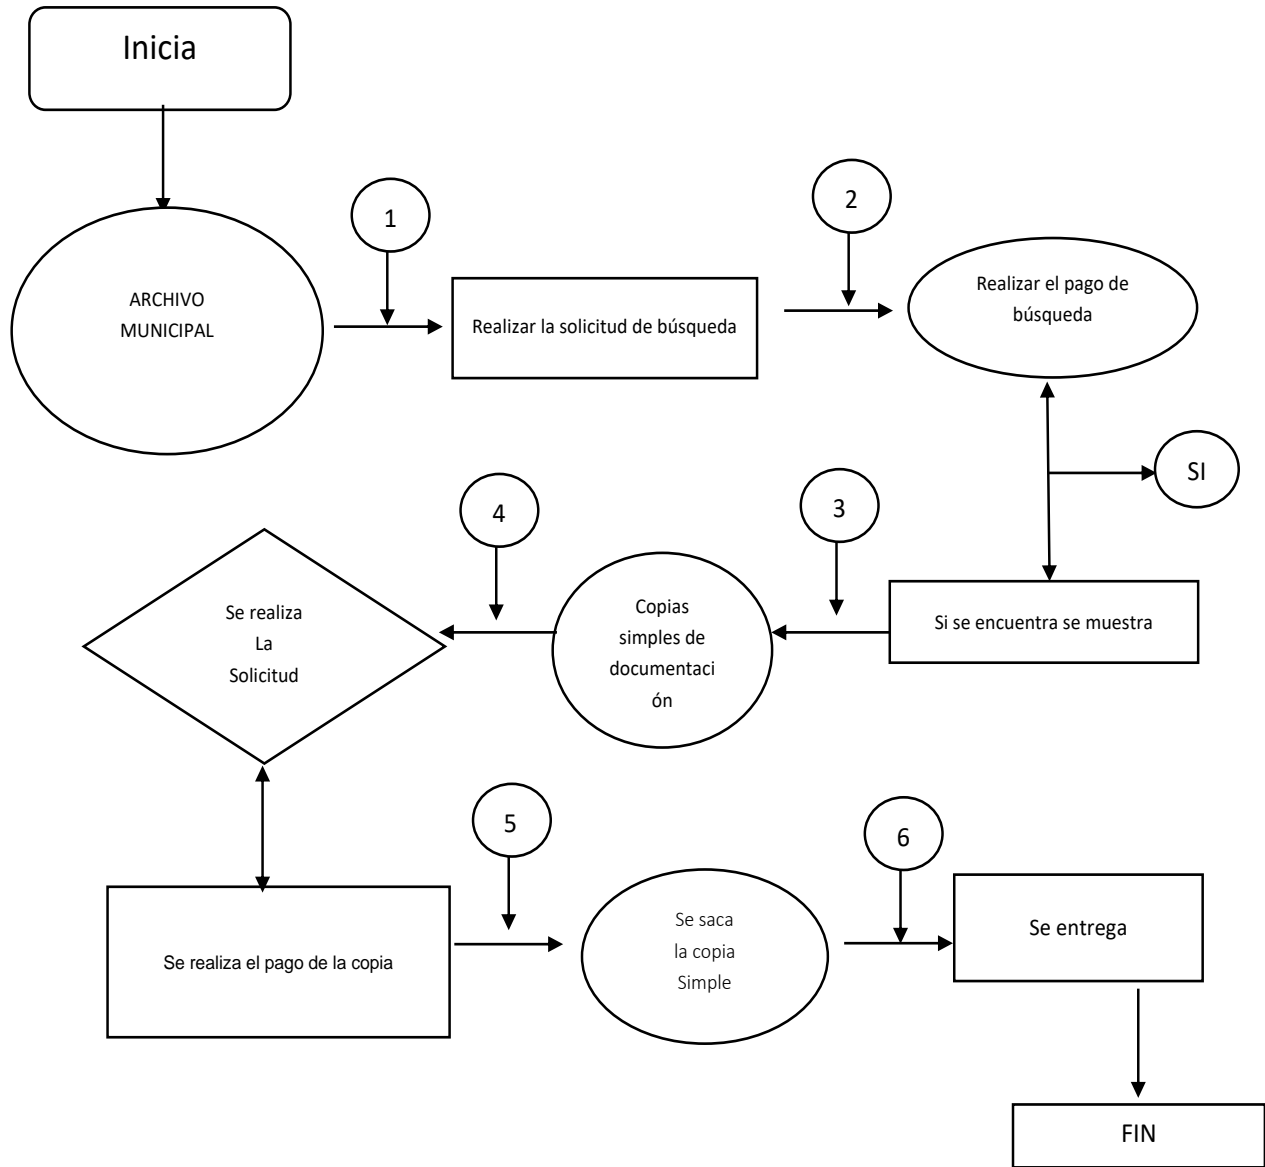 Inicia
1
2
ARCHIVO
MUNICIPAL
Realizar la solicitud de búsqueda
Realizar el pago de
búsqueda
SI
4
3
Se realiza
La
Solicitud
Copias
simples de
documentaci
ón
Si se encuentra se muestra
5
6
Se realiza el pago de la copia
Se saca
la copia
Simple
Se entrega
FIN